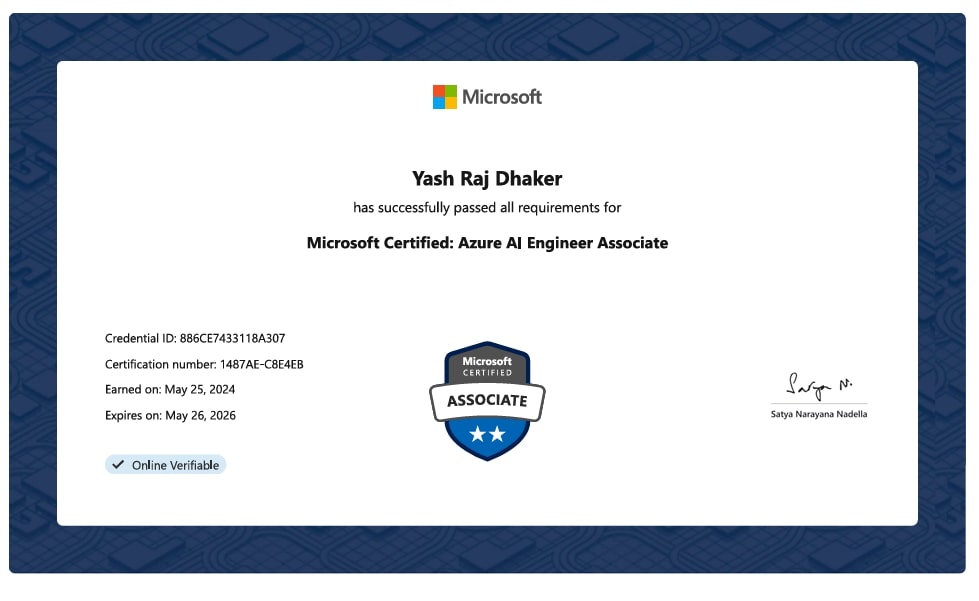 Microsoft
Yash Raj Dhaker
has successfully passed all requirements for
Microsoft Certified: Azure AI Engineer Associate
Credential ID: 886CE7433118A307
Certification number: 1487AE-C8E4EB
Earned on: May 25, 2024
Expires on: May 26, 2026
Online Verifiable
Microsoft
CERTIFIED
ASSOCIATE
Satya N.
Satya Narayana Nadella